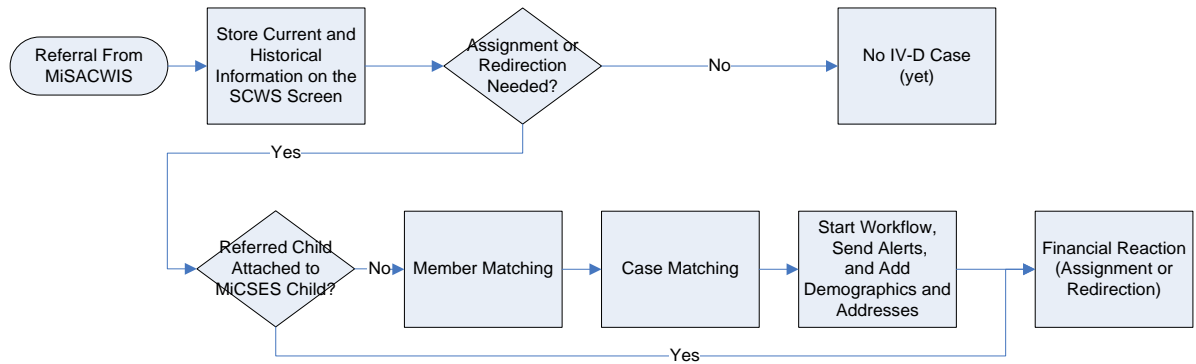 Referral From
MiSACWIS
Store Current and
Historical
Information on the
SCWS Screen
Assignment or
Redirection
Needed?
No
No IV-D Case
(yet)
Yes
Referred Child
Attached to
MiCSES Child?
No
Member Matching
Case Matching
Start Workflow,
Send Alerts,
and Add
Demographics and
Addresses
Financial Reaction
(Assignment or
Redirection)
Yes